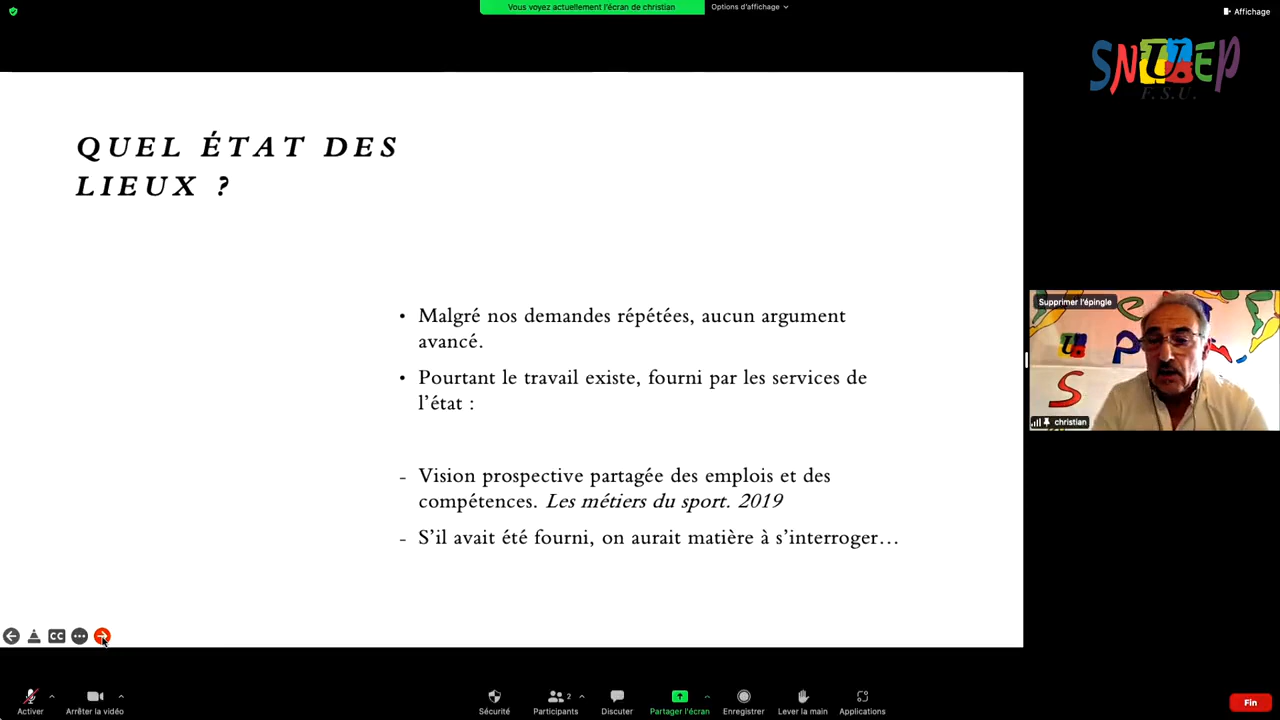 Vous voyez actuellement l'écran de christian
Options d'affichage
Affichage
SNUEP
F.S.U.
QUEL ÉTAT DES
LIEUX ?
• Malgré nos demandes répétées, aucun argument
avancé.
• Pourtant le travail existe, fourni par les services de
l'état :
- Vision prospective partagée des emplois et des
compétences. Les métiers du sport. 2019
- S'il avait été fourni, on aurait matière à s'interroger…
Supprimer l'épingle
U P
S
christian
CC
Activer
Arrêter la vidéo
Sécurité
Participants
2
Discuter
Partager l'écran
Enregistrer
Lever la main
Applications
Fin